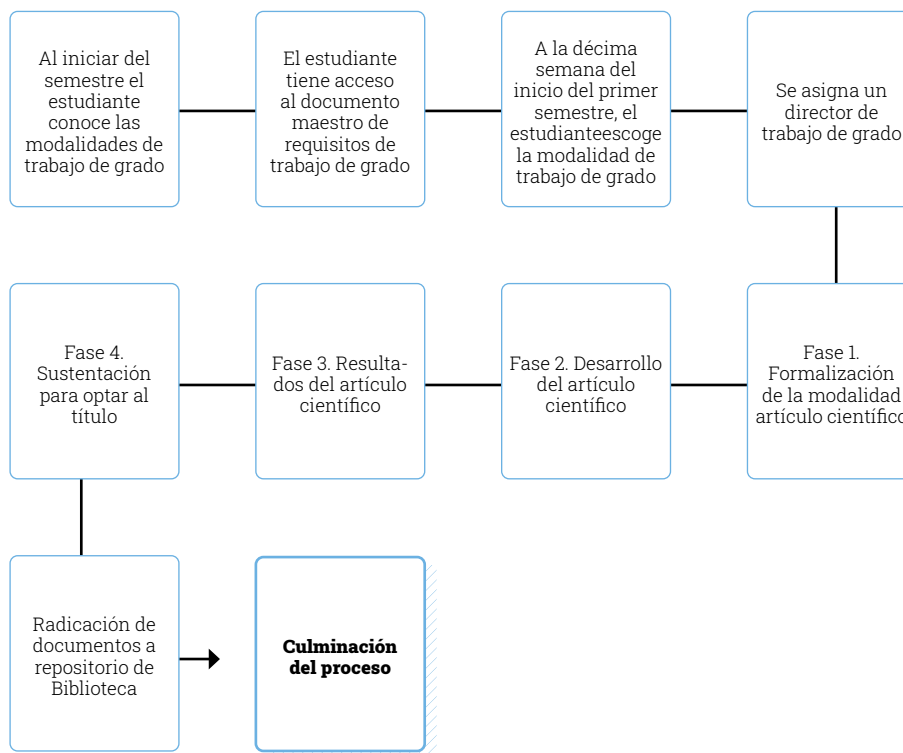 Al iniciar del
semestre el
estudiante
conoce las
modalidades de
trabajo de grado
El estudiante
tiene acceso
al documento
maestro de
requisitos de
trabajo de grado
A la décima
semana del
inicio del primer
semestre, el
estudianteescoge
la modalidad de
trabajo de grado
Se asigna un
director de
trabajo de grado
Fase 1.
Formalización
de la modalidad
artículo científico
Fase 2. Desarrollo
del artículo
científico
Fase 3. Resulta-
dos del artículo
científico
Fase 4.
Sustentación
para optar al
título
Radicación de
documentos a
repositorio de
Biblioteca
Culminación
del proceso